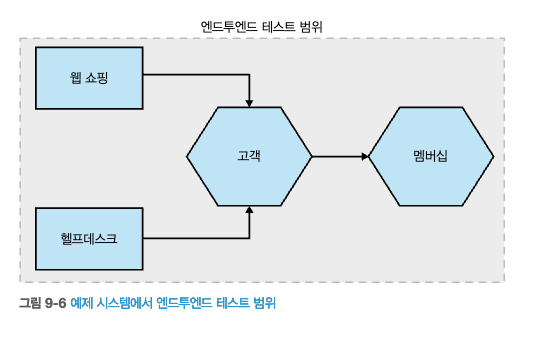 엔드투엔드 테스트 범위
웹 쇼핑
고객
멤버십
헬프데스크
그림 9-6 예제 시스템에서 엔드투엔드 테스트 범위